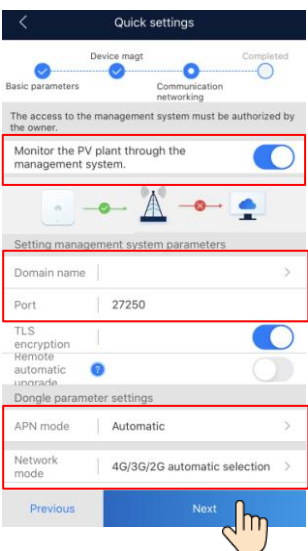 Quick settings
Device magt
Completed
Basic parameters
Communication
networking
The access to the management system must be authorized by
the owner.
Monitor the PV plant through the
management system.
Setting management system parameters
Domain name
Port 27250
TLS
encryption
Remote
automatic
upgrade
Dongle parameter settings
APN mode Automatic
Network
mode
4G/3G/2G automatic selection
Previous Next